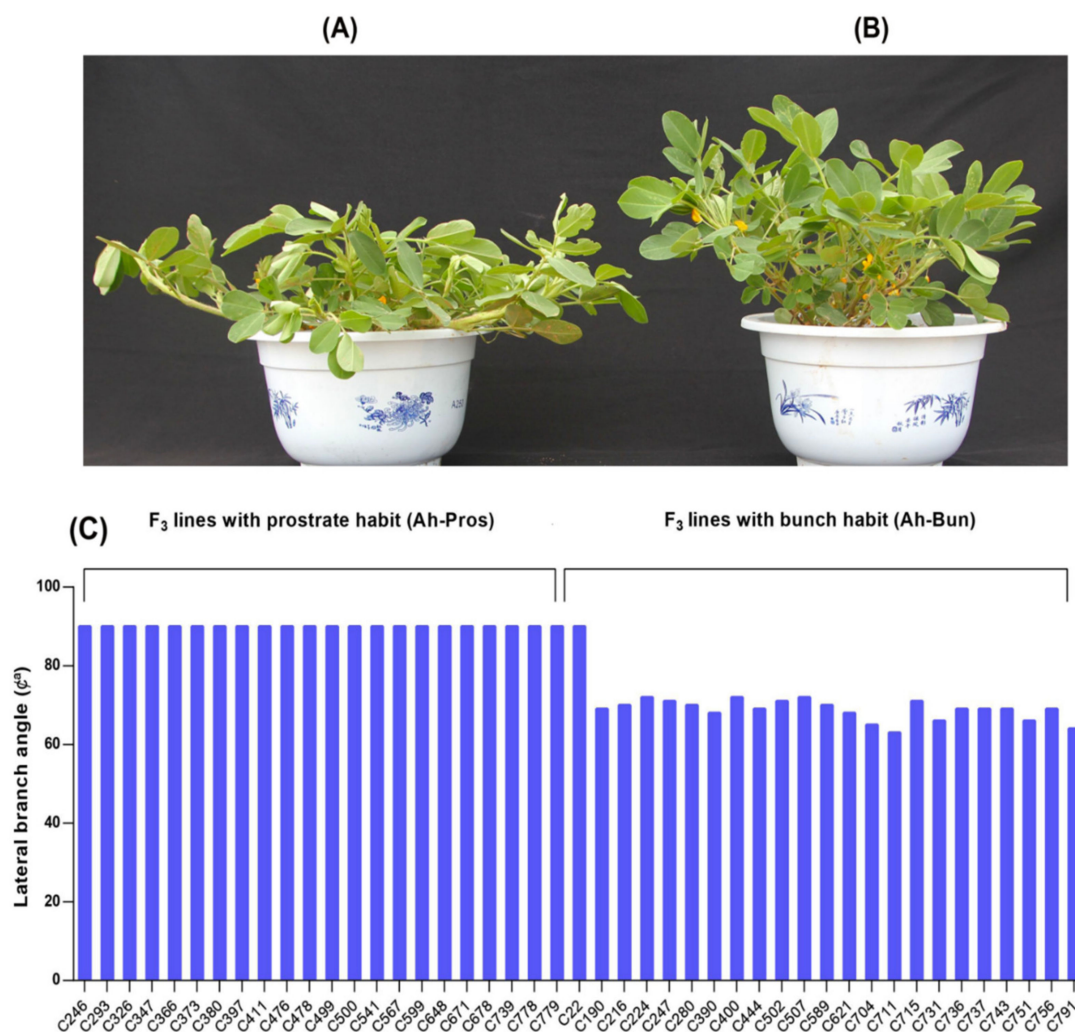 (A)
(B)
A253
F₃ lines with prostrate habit (Ah-Pros)
F₃ lines with bunch habit (Ah-Bun)
(C)
100
80
60
40
20
0
Lateral branch angle (¢ª)
C246
C293
C326
C347
C366
C373
C380
C397
C411
C476
C478
C499
C500
C541
C567
C599
C648
C671
C678
C739
C778
C779
C22
C190
C216
C224
C247
C280
C390
C400
C444
C502
C507
C589
C621
C704
C711
C715
C731
C736
C737
C743
C751
C756
C791